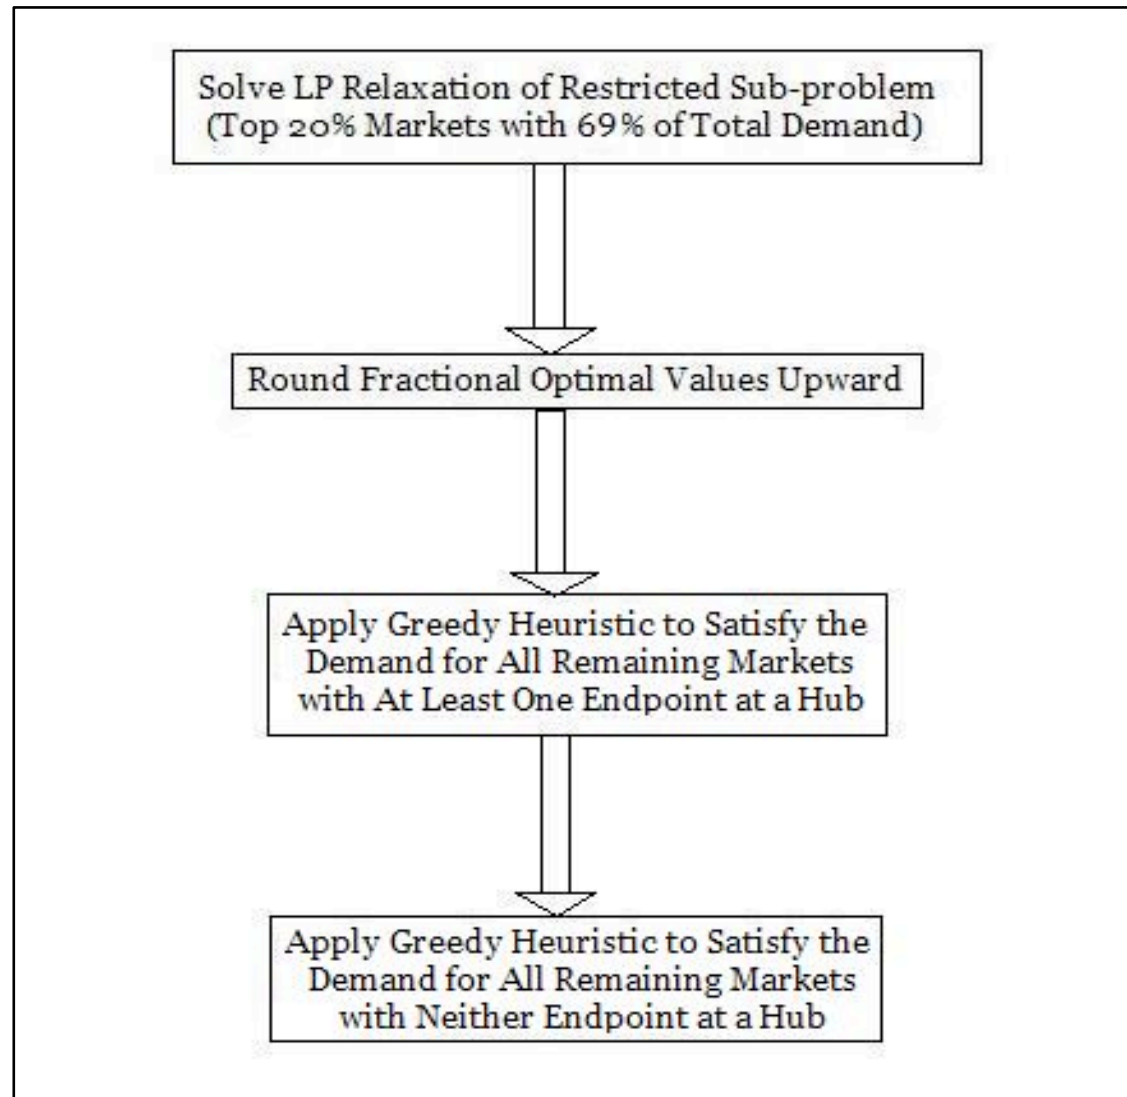 Solve LP Relaxation of Restricted Sub-problem
(Top 20% Markets with 69% of Total Demand)
Round Fractional Optimal Values Upward
Apply Greedy Heuristic to Satisfy the
Demand for All Remaining Markets
with At Least One Endpoint at a Hub
Apply Greedy Heuristic to Satisfy the
Demand for All Remaining Markets
with Neither Endpoint at a Hub